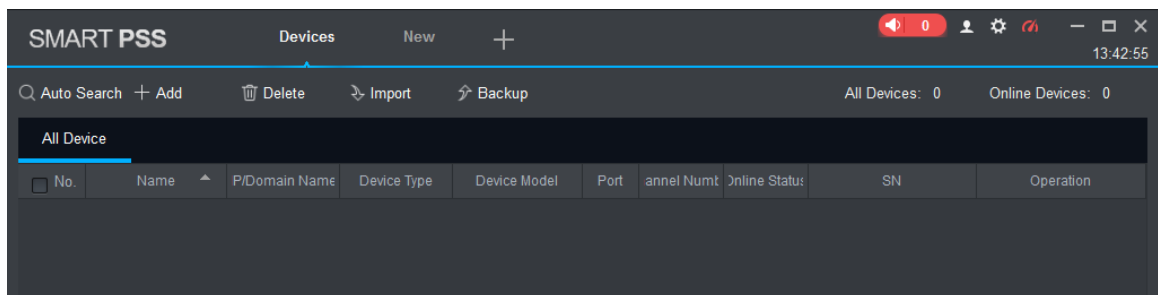 SMART PSS Devices New 0
13:42:55
Auto Search Add Delete Import Backup All Devices: 0 Online Devices: 0
All Device
No. Name P/Domain Name Device Type Device Model Port annel Numb Online Status SN Operation